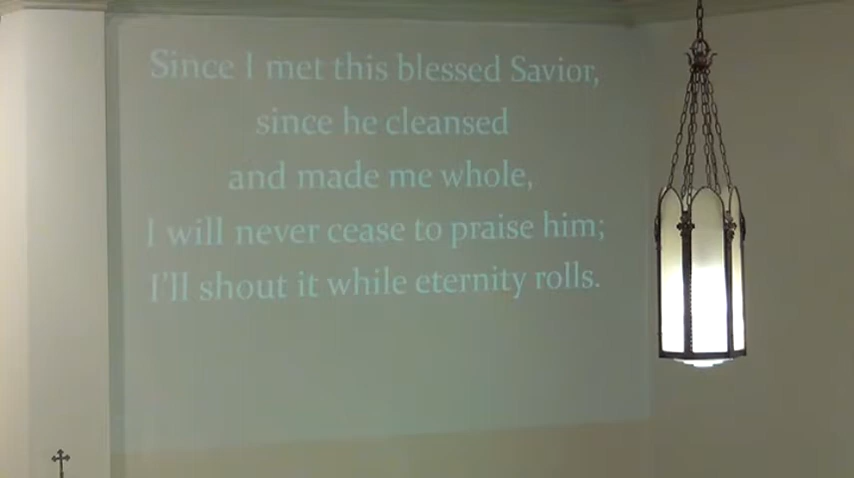 Since I met this blessed Savior,
since he cleansed
and made me whole,
I will never cease to praise him;
I'll shout it while eternity rolls.